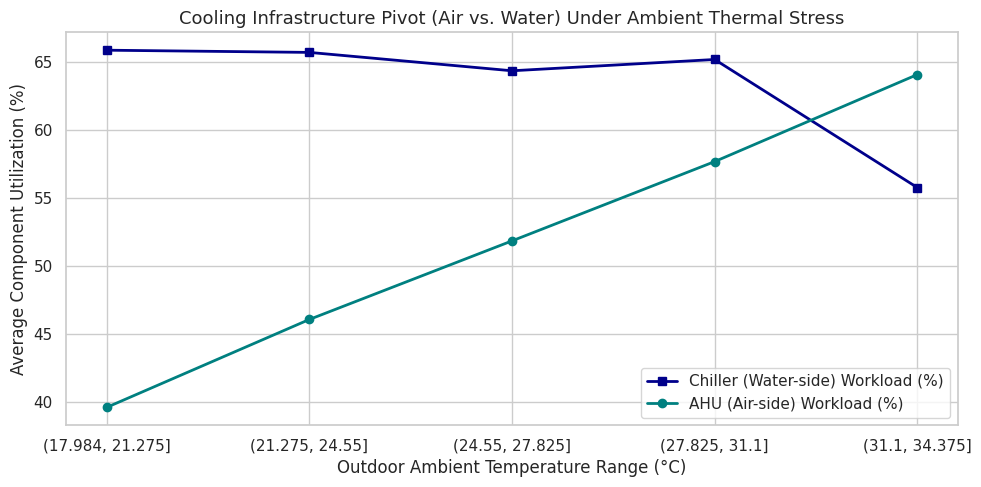 Cooling Infrastructure Pivot (Air vs. Water) Under Ambient Thermal Stress
Average Component Utilization (%)
65
60
55
50
45
40
Chiller (Water-side) Workload (%)
AHU (Air-side) Workload (%)
(17.984, 21.275]
(21.275, 24.55]
(24.55, 27.825]
(27.825, 31.1]
(31.1, 34.375]
Outdoor Ambient Temperature Range (°C)